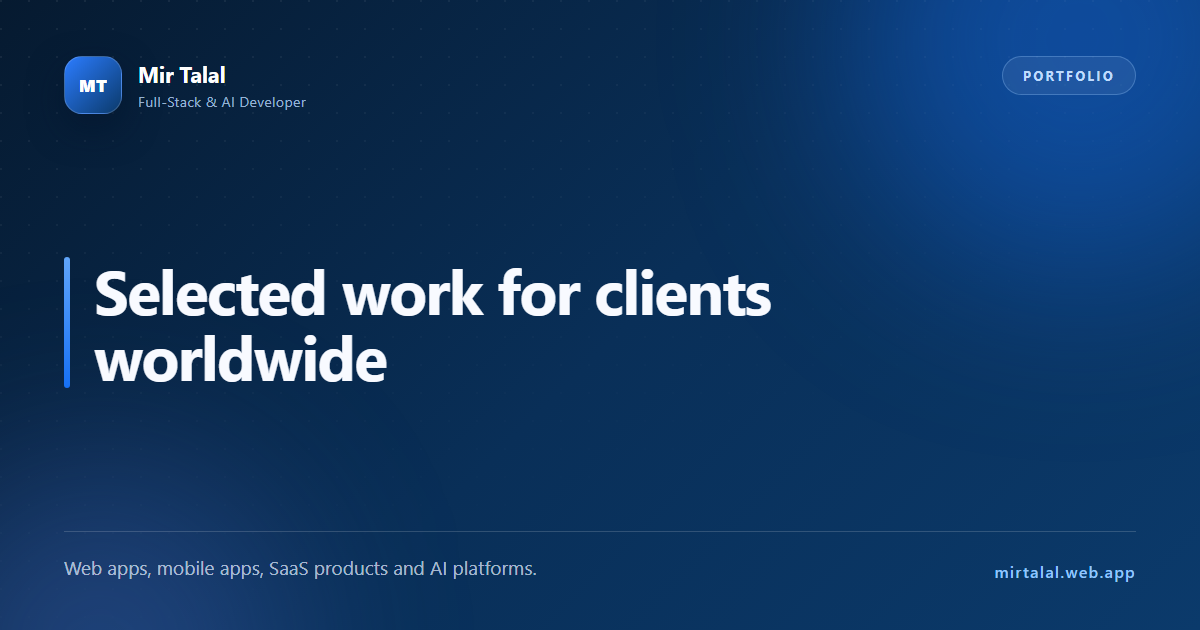 MT
Mir Talal
Full-Stack & AI Developer
PORTFOLIO
Selected work for clients
worldwide
Web apps, mobile apps, SaaS products and AI platforms.
mirtalal.web.app